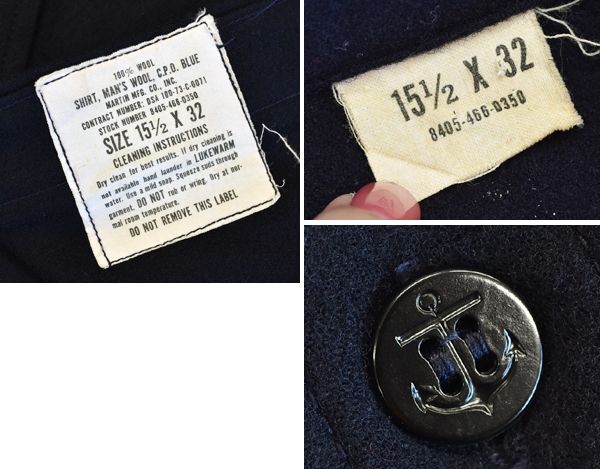 100% WOOL
SHIRT, MAN'S WOOL, C.P.O. BLUE
MARTIN MFG. CO., INC.
CONTRACT NUMBER: DSA 100-73-C-0071
STOCK NUMBER 8405-466-0350
SIZE 15½ X 32
CLEANING INSTRUCTIONS
Dry clean for best results. If dry cleaning is
not available hand launder in LUKEWARM
water. Use a mild soap. Squeeze suds through
garment. DO NOT rub or wring. Dry at nor-
mal room temperature.
DO NOT REMOVE THIS LABEL
15½ X 32
8405-466-0350